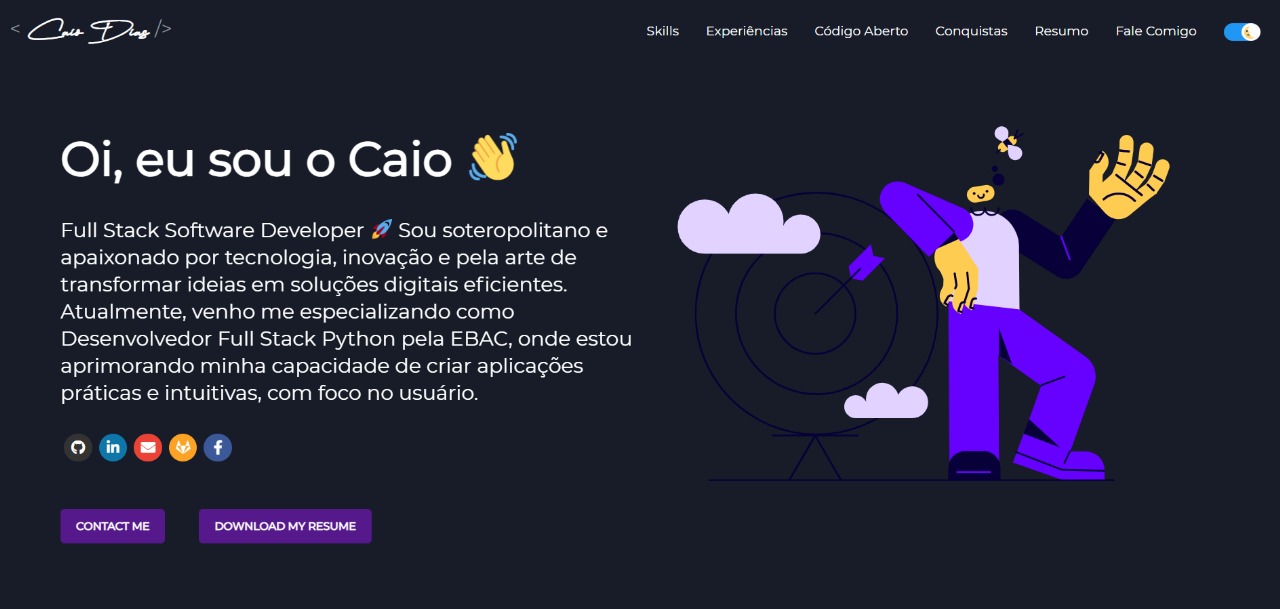 < Caio Dias />
Skills
Experiências
Código Aberto
Conquistas
Resumo
Fale Comigo
Oi, eu sou o Caio 👋
Full Stack Software Developer 🚀 Sou soteropolitano e
apaixonado por tecnologia, inovação e pela arte de
transformar ideias em soluções digitais eficientes.
Atualmente, venho me especializando como
Desenvolvedor Full Stack Python pela EBAC, onde estou
aprimorando minha capacidade de criar aplicações
práticas e intuitivas, com foco no usuário.
in
f
CONTACT ME
DOWNLOAD MY RESUME